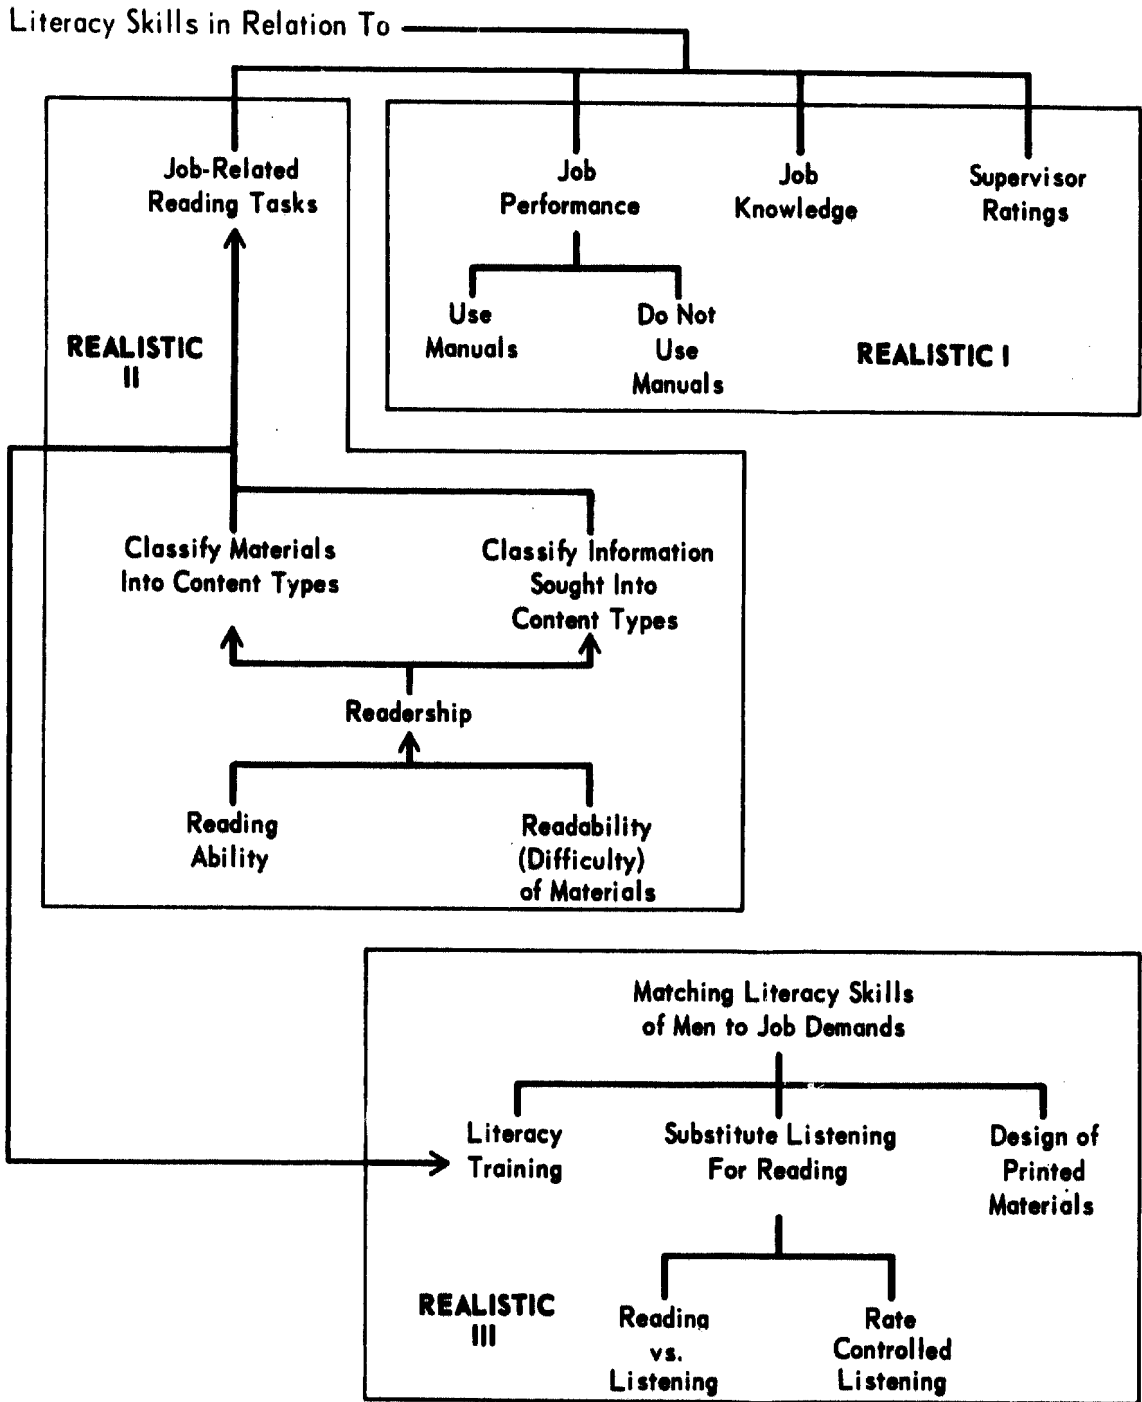 Literacy Skills in Relation To
Job-Related
Reading Tasks
Job
Performance
Job
Knowledge
Supervisor
Ratings
Use
Manuals
Do Not
Use
Manuals
REALISTIC I
REALISTIC
II
Classify Materials
Into Content Types
Classify Information
Sought Into
Content Types
Readership
Reading
Ability
Readability
(Difficulty)
of Materials
Matching Literacy Skills
of Men to Job Demands
Literacy
Training
Substitute Listening
For Reading
Design of
Printed
Materials
REALISTIC
III
Reading
vs.
Listening
Rate
Controlled
Listening